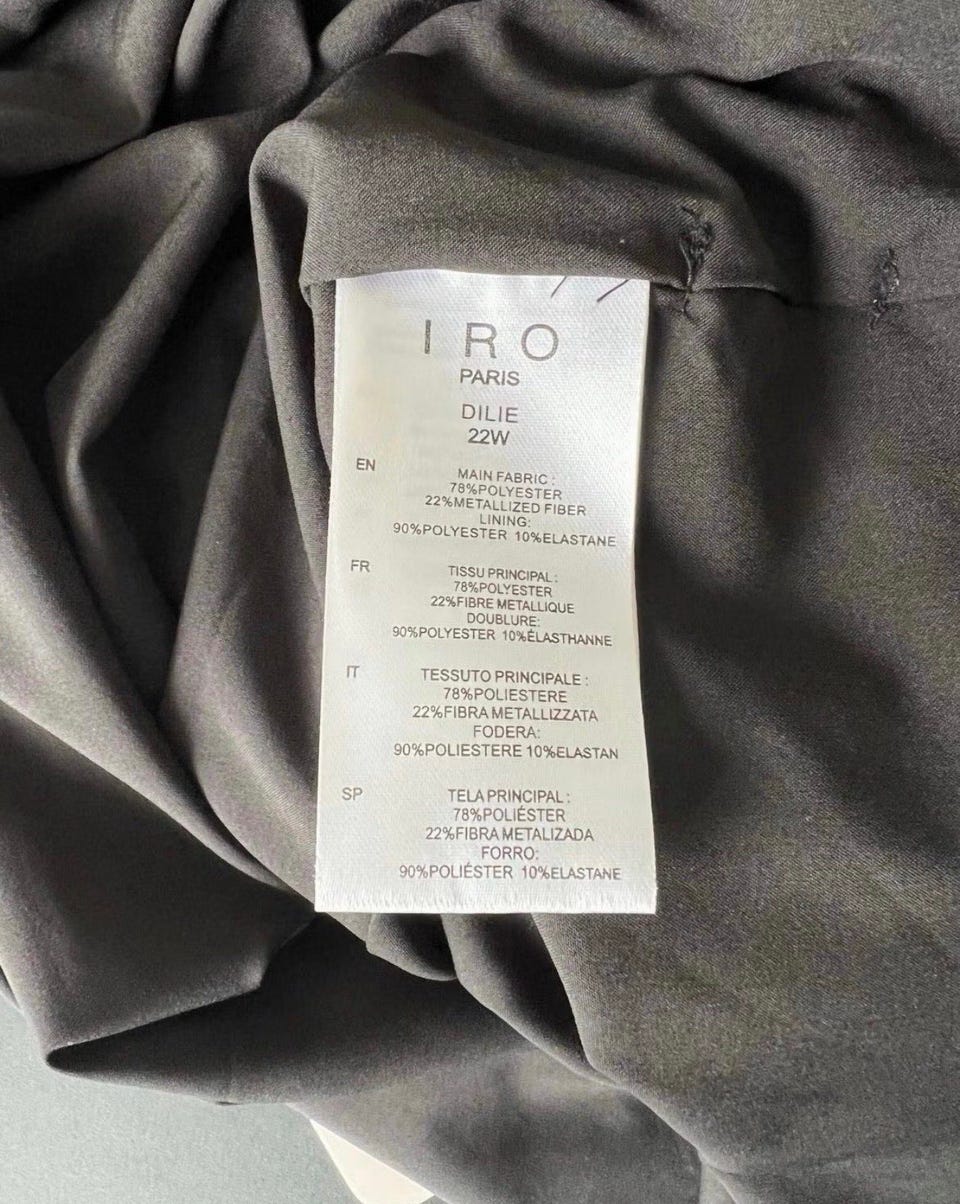 IRO
PARIS
DILIE
22W
EN
MAIN FABRIC :
78%POLYESTER
22%METALLIZED FIBER
LINING:
90%POLYESTER 10%ELASTANE
FR
TISSU PRINCIPAL :
78%POLYESTER
22%FIBRE METALLIQUE
DOUBLURE:
90%POLYESTER 10%ÉLASTHANNE
IT
TESSUTO PRINCIPALE :
78%POLIESTERE
22%FIBRA METALLIZZATA
FODERA:
90%POLIESTERE 10%ELASTAN
SP
TELA PRINCIPAL :
78%POLIÉSTER
22%FIBRA METALIZADA
FORRO:
90%POLIÉSTER 10%ELASTANE